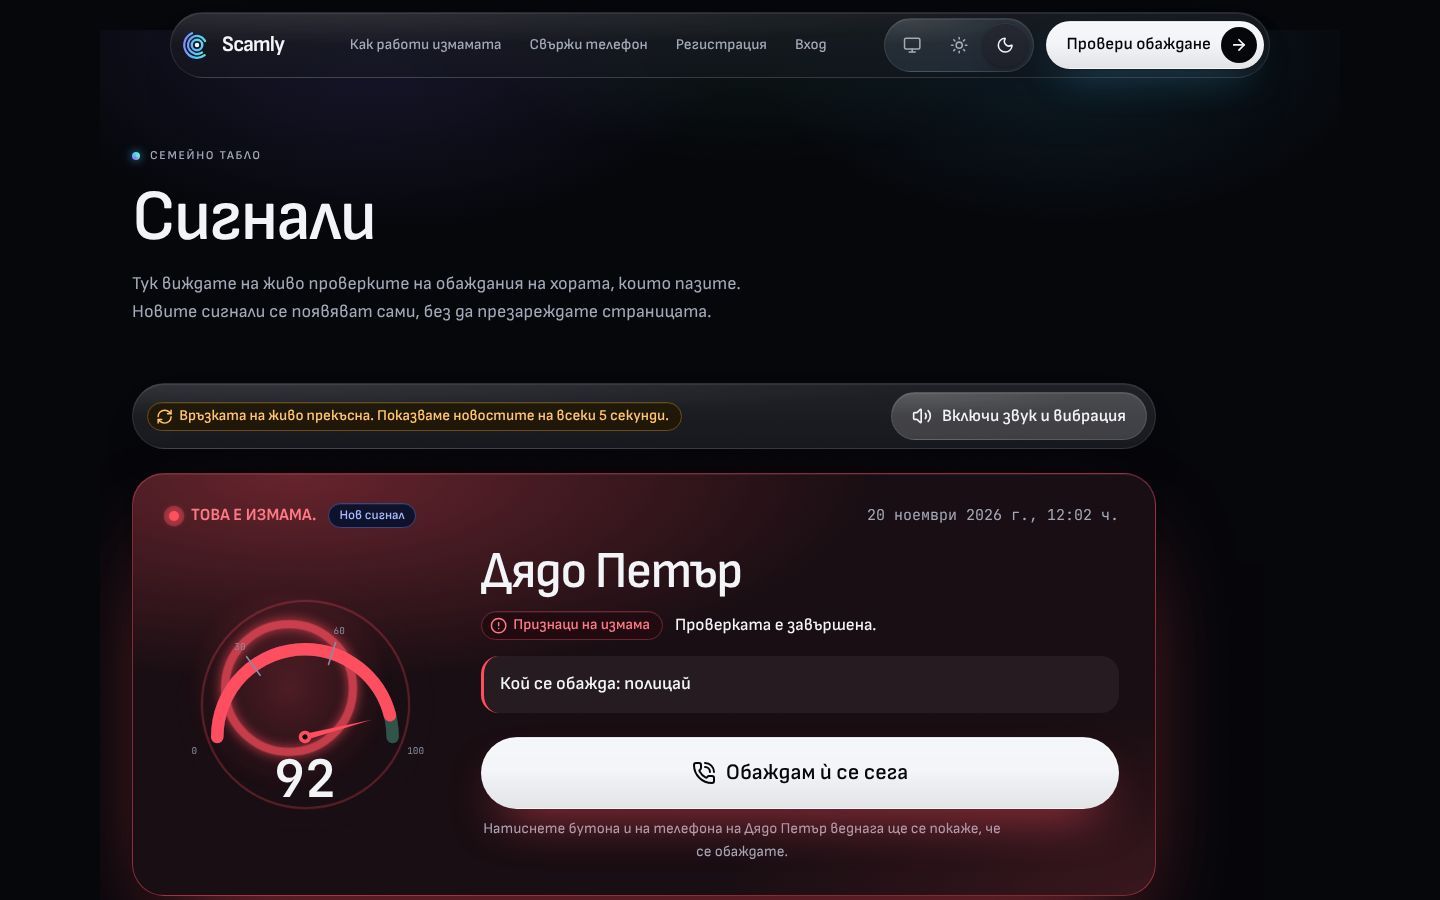 Scamly
Как работи измамата
Свържи телефон
Регистрация
Вход
Провери обаждане
СЕМЕЙНО ТАБЛО
Сигнали
Тук виждате на живо проверките на обаждания на хората, които пазите.
Новите сигнали се появяват сами, без да презареждате страницата.
Връзката на живо прекъсна. Показваме новостите на всеки 5 секунди.
Включи звук и вибрация
ТОВА Е ИЗМАМА.
Нов сигнал
20 ноември 2026 г., 12:02 ч.
Дядо Петър
Признаци на измама
Проверката е завършена.
Кой се обажда: полицай
0
30
60
100
92
Обаждам ѝ се сега
Натиснете бутона и на телефона на Дядо Петър веднага ще се покаже, че
се обаждате.